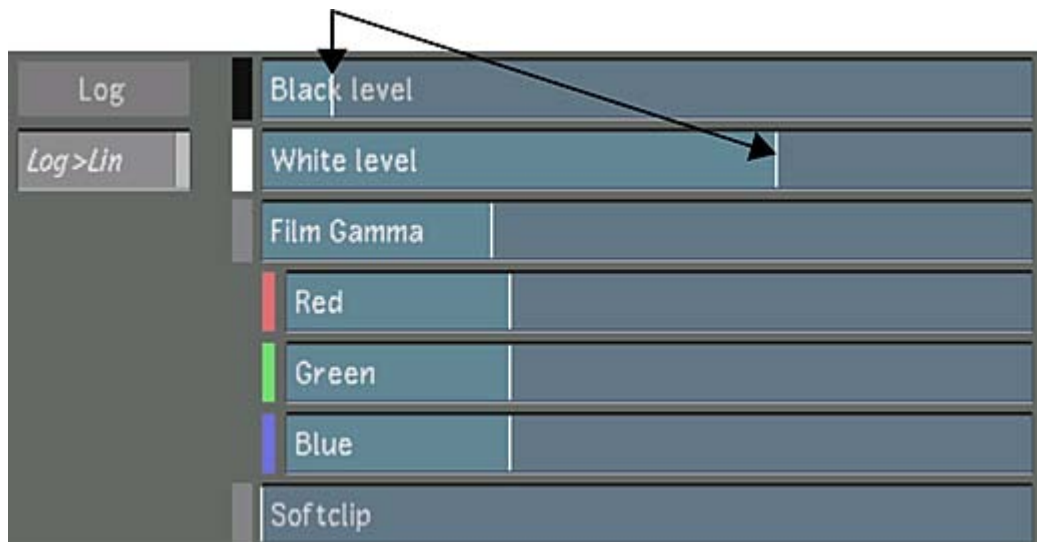 Log
Black level
Log>Lin
White level
Film Gamma
Red
Green
Blue
Softclip